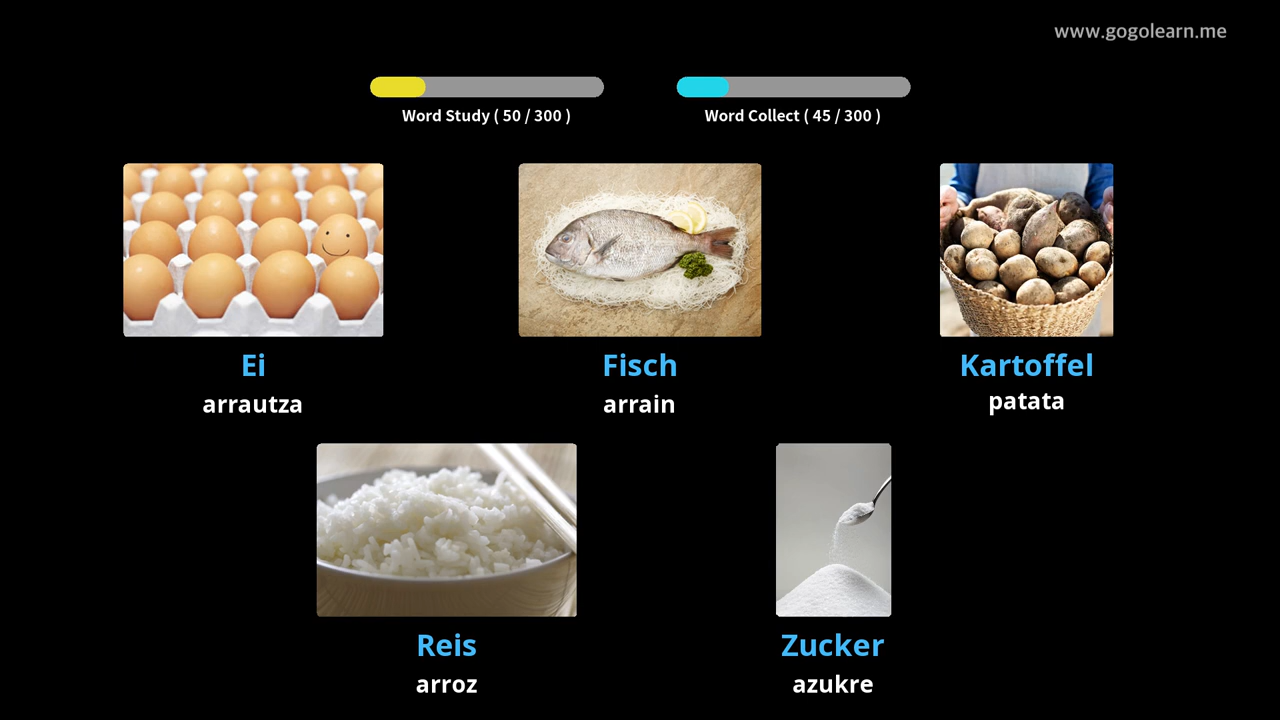 www.gogolearn.me
Word Study ( 50 / 300 )
Word Collect ( 45 / 300 )
Ei
arrautza
Fisch
arrain
Kartoffel
patata
Reis
arroz
Zucker
azukre